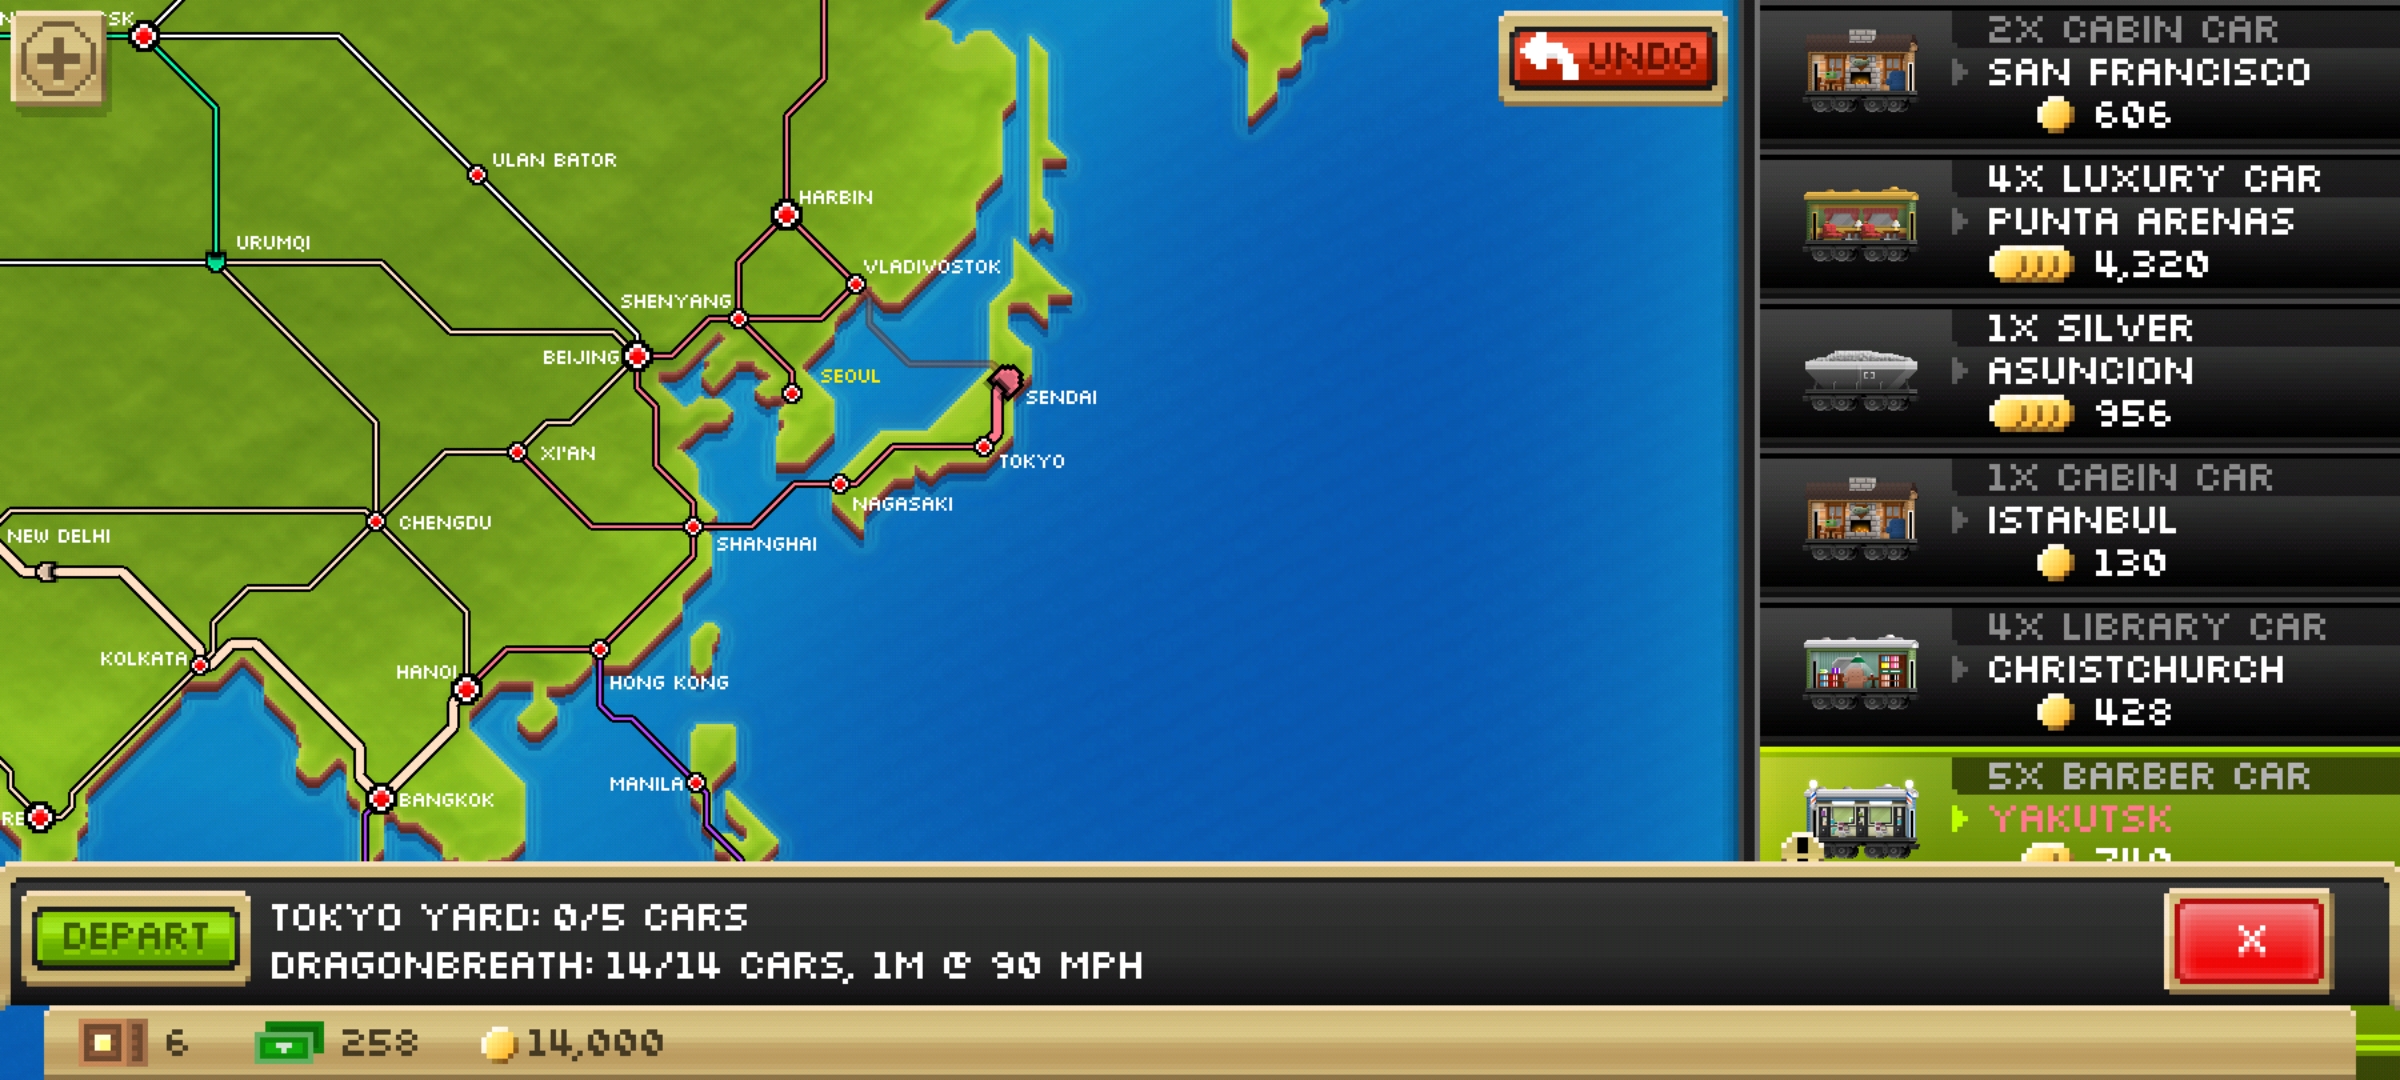 SK
UNDO
ULAN BATOR
HARBIN
URUMQI
VLADIVOSTOK
SHENYANG
BEIJING
SEOUL
SENDAI
XI'AN
TOKYO
NAGASAKI
CHENGDU
NEW DELHI
SHANGHAI
KOLKATA
HANOI
HONG KONG
MANILA
BANGKOK
RE
2X CABIN CAR
SAN FRANCISCO
606
4X LUXURY CAR
PUNTA ARENAS
4,320
1X SILVER
ASUNCION
956
1X CABIN CAR
ISTANBUL
130
4X LIBRARY CAR
CHRISTCHURCH
428
5X BARBER CAR
YAKUTSK
DEPART
TOKYO YARD: 0/5 CARS
DRAGONBREATH: 14/14 CARS, 1M @ 90 MPH
X
6
258
14,000